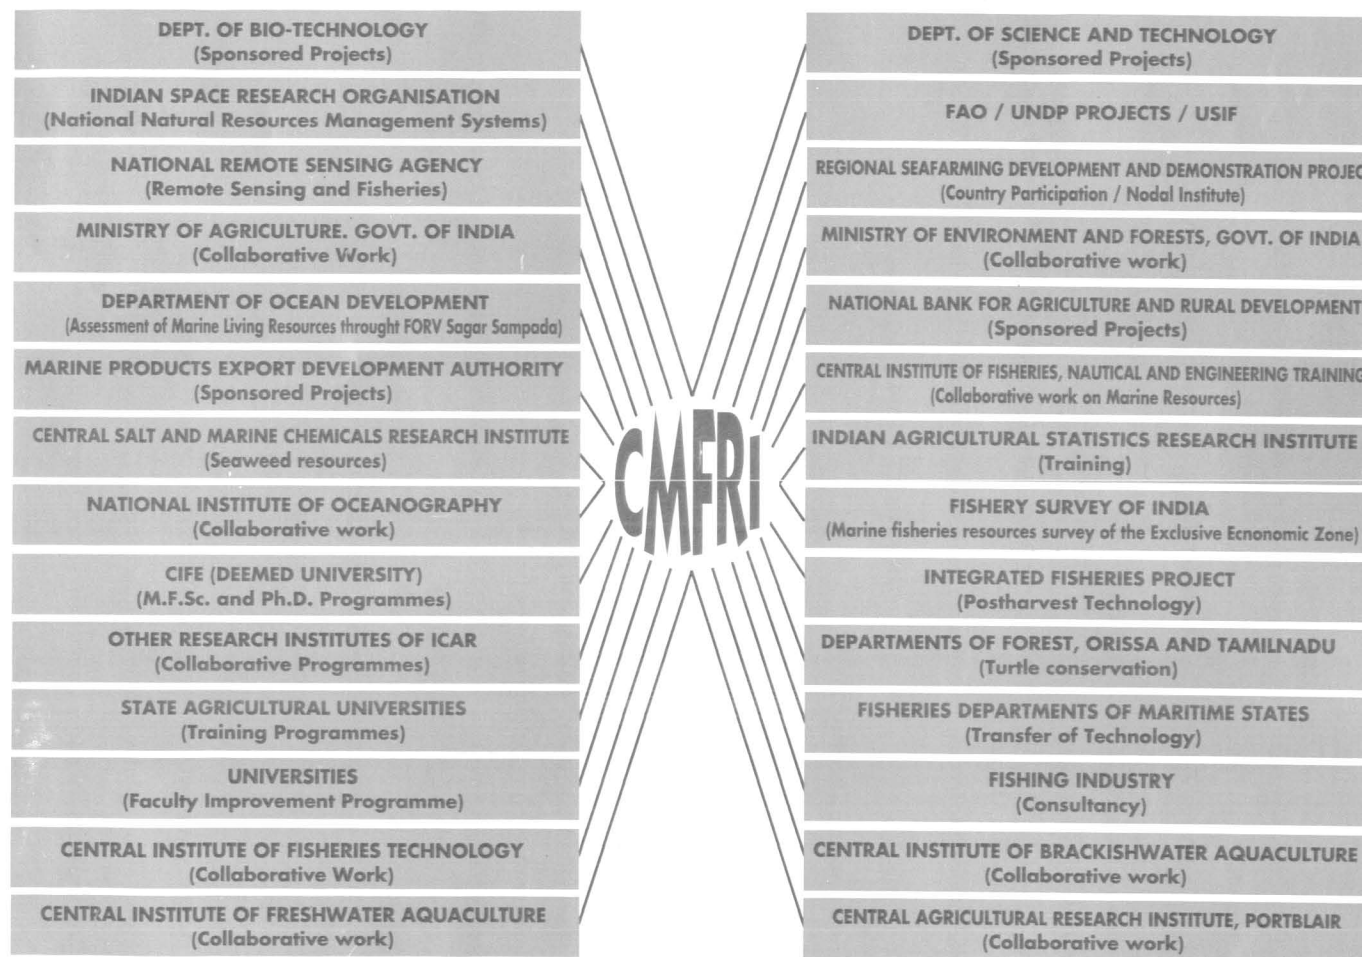 DEPT. OF BIO-TECHNOLOGY
(Sponsored Projects)
INDIAN SPACE RESEARCH ORGANISATION
(National Natural Resources Management Systems)
NATIONAL REMOTE SENSING AGENCY
(Remote Sensing and Fisheries)
MINISTRY OF AGRICULTURE. GOVT. OF INDIA
(Collaborative Work)
DEPARTMENT OF OCEAN DEVELOPMENT
(Assessment of Marine Living Resources throught FORV Sagar Sampada)
MARINE PRODUCTS EXPORT DEVELOPMENT AUTHORITY
(Sponsored Projects)
CENTRAL SALT AND MARINE CHEMICALS RESEARCH INSTITUTE
(Seaweed resources)
NATIONAL INSTITUTE OF OCEANOGRAPHY
(Collaborative work)
CIFE (DEEMED UNIVERSITY)
(M.F.Sc. and Ph.D. Programmes)
OTHER RESEARCH INSTITUTES OF ICAR
(Collaborative Programmes)
STATE AGRICULTURAL UNIVERSITIES
(Training Programmes)
UNIVERSITIES
(Faculty Improvement Programme)
CENTRAL INSTITUTE OF FISHERIES TECHNOLOGY
(Collaborative Work)
CENTRAL INSTITUTE OF FRESHWATER AQUACULTURE
(Collaborative work)
CMFRI
DEPT. OF SCIENCE AND TECHNOLOGY
(Sponsored Projects)
FAO / UNDP PROJECTS / USIF
REGIONAL SEAFARMING DEVELOPMENT AND DEMONSTRATION PROJEC
(Country Participation / Nodal Institute)
MINISTRY OF ENVIRONMENT AND FORESTS, GOVT. OF INDIA
(Collaborative work)
NATIONAL BANK FOR AGRICULTURE AND RURAL DEVELOPMENT
(Sponsored Projects)
CENTRAL INSTITUTE OF FISHERIES, NAUTICAL AND ENGINEERING TRAINING
(Collaborative work on Marine Resources)
INDIAN AGRICULTURAL STATISTICS RESEARCH INSTITUTE
(Training)
FISHERY SURVEY OF INDIA
(Marine fisheries resources survey of the Exclusive Ecnonomic Zone)
INTEGRATED FISHERIES PROJECT
(Postharvest Technology)
DEPARTMENTS OF FOREST, ORISSA AND TAMILNADU
(Turtle conservation)
FISHERIES DEPARTMENTS OF MARITIME STATES
(Transfer of Technology)
FISHING INDUSTRY
(Consultancy)
CENTRAL INSTITUTE OF BRACKISHWATER AQUACULTURE
(Collaborative work)
CENTRAL AGRICULTURAL RESEARCH INSTITUTE, PORTBLAIR
(Collaborative work)